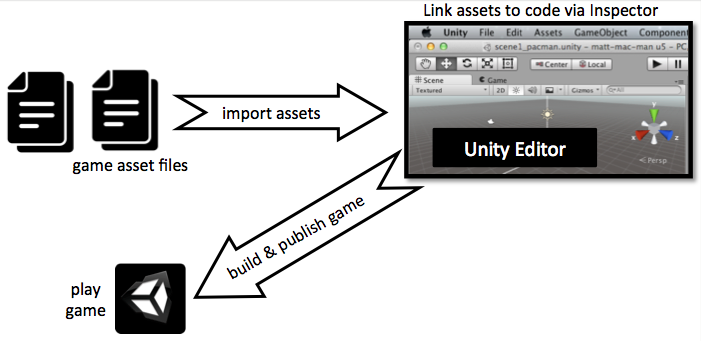 Link assets to code via Inspector
Unity File Edit Assets GameObject Component
scene1_pacman.unity - matt-mac-man u5 - PC,
Center Local
Scene Game
Textured 2D Gizmos All
import assets
game asset files
Unity Editor
y
x z
Persp
build & publish game
play
game